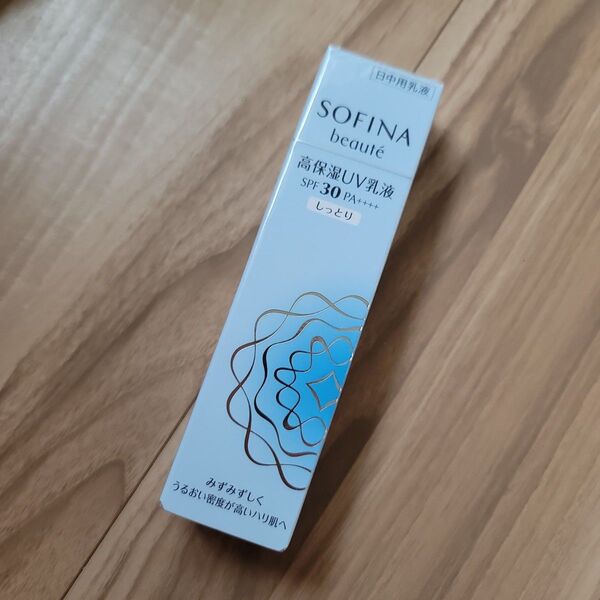 日中用乳液
SOFINA
beauté
高保湿UV乳液
SPF 30 PA++++
しっとり
みずみずしく
うるおい密度が高いハリ肌へ